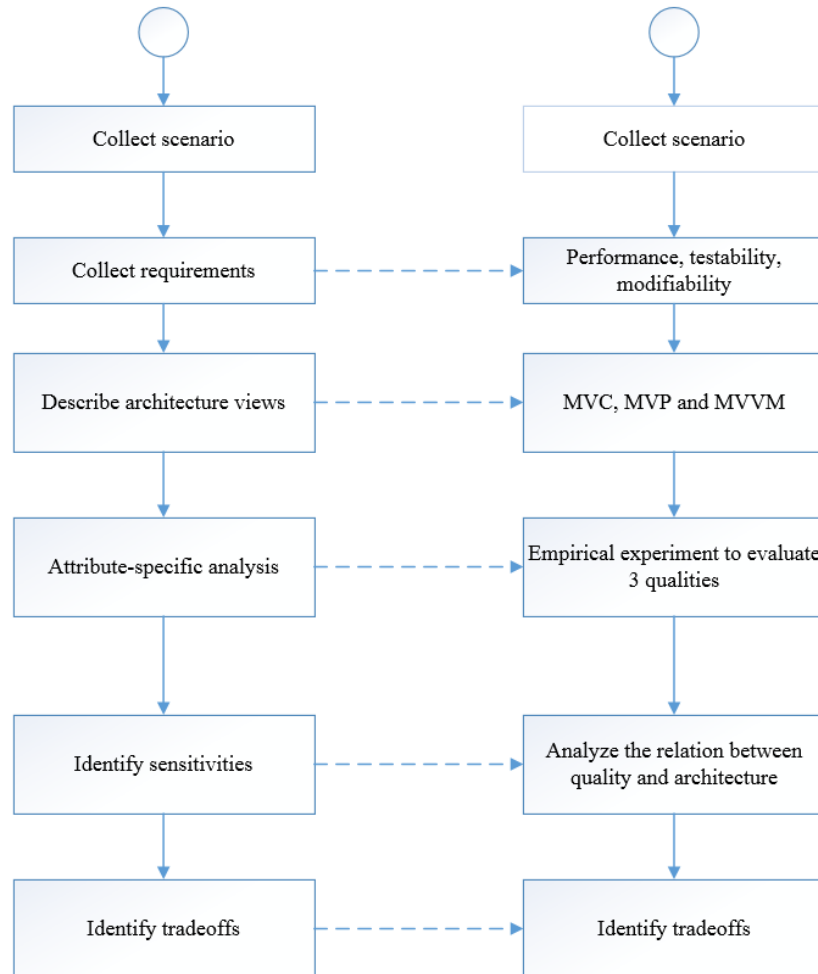 Collect scenario
Collect scenario
Collect requirements
Performance, testability,
modifiability
Describe architecture views
MVC, MVP and MVVM
Attribute-specific analysis
Empirical experiment to evaluate
3 qualities
Identify sensitivities
Analyze the relation between
quality and architecture
Identify tradeoffs
Identify tradeoffs